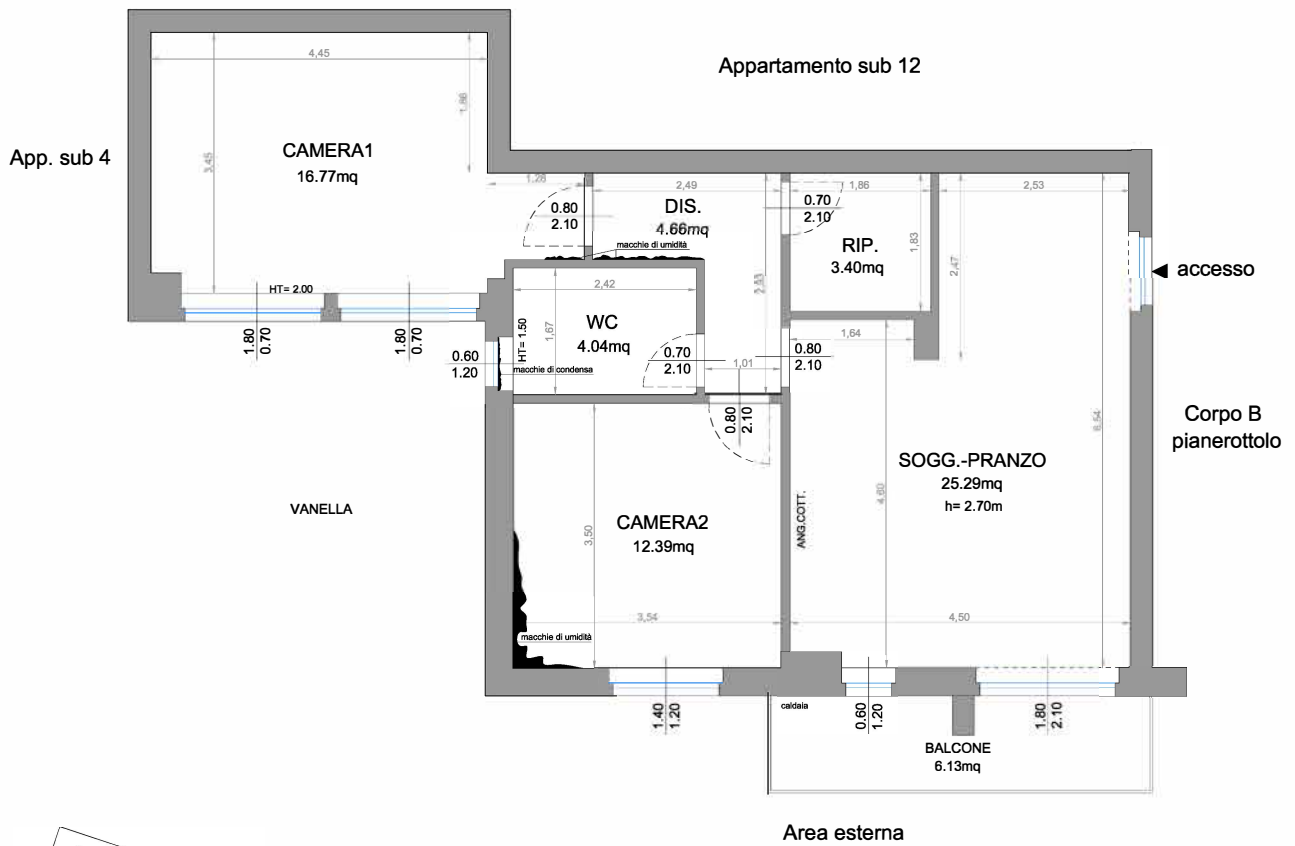 Appartamento sub 12
App. sub 4
4,45
1.86
3,45
CAMERA1
16.77mq
1,28
0.80
2.10
2,49
DIS.
4.66mq
macchie di umidità
0.70
2.10
1,86
RIP.
3.40mq
1,83
2,53
2,47
accesso
HT= 2.00
1.80
0.70
1.80
0.70
2,42
WC
4.04mq
1,67
HT= 1.50
macchie di condensa
0.60
1.20
0.70
2.10
1,01
0.80
2.10
1,64
0.80
2.10
Corpo B
pianerottolo
SOGG.-PRANZO
25.29mq
h= 2.70m
6,54
4,60
ANG.COTT.
VANELLA
CAMERA2
12.39mq
3,50
3,54
macchie di umidità
4,50
1.40
1.20
caldaia
0.60
1.20
1.80
2.10
BALCONE
6.13mq
Area esterna